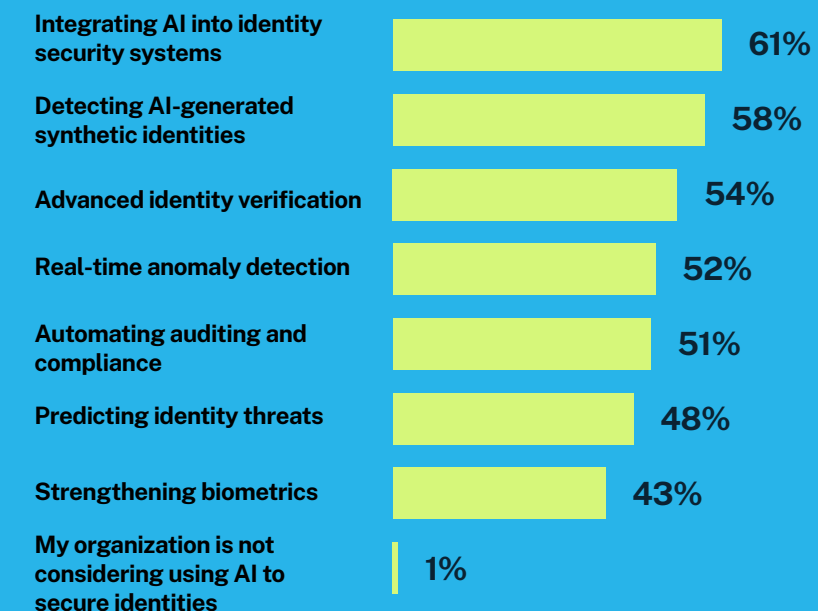 Integrating AI into identity
security systems
61%
Detecting AI-generated
synthetic identities
58%
Advanced identity verification
54%
Real-time anomaly detection
52%
Automating auditing and
compliance
51%
Predicting identity threats
48%
Strengthening biometrics
43%
My organization is not
considering using AI to
secure identities
1%